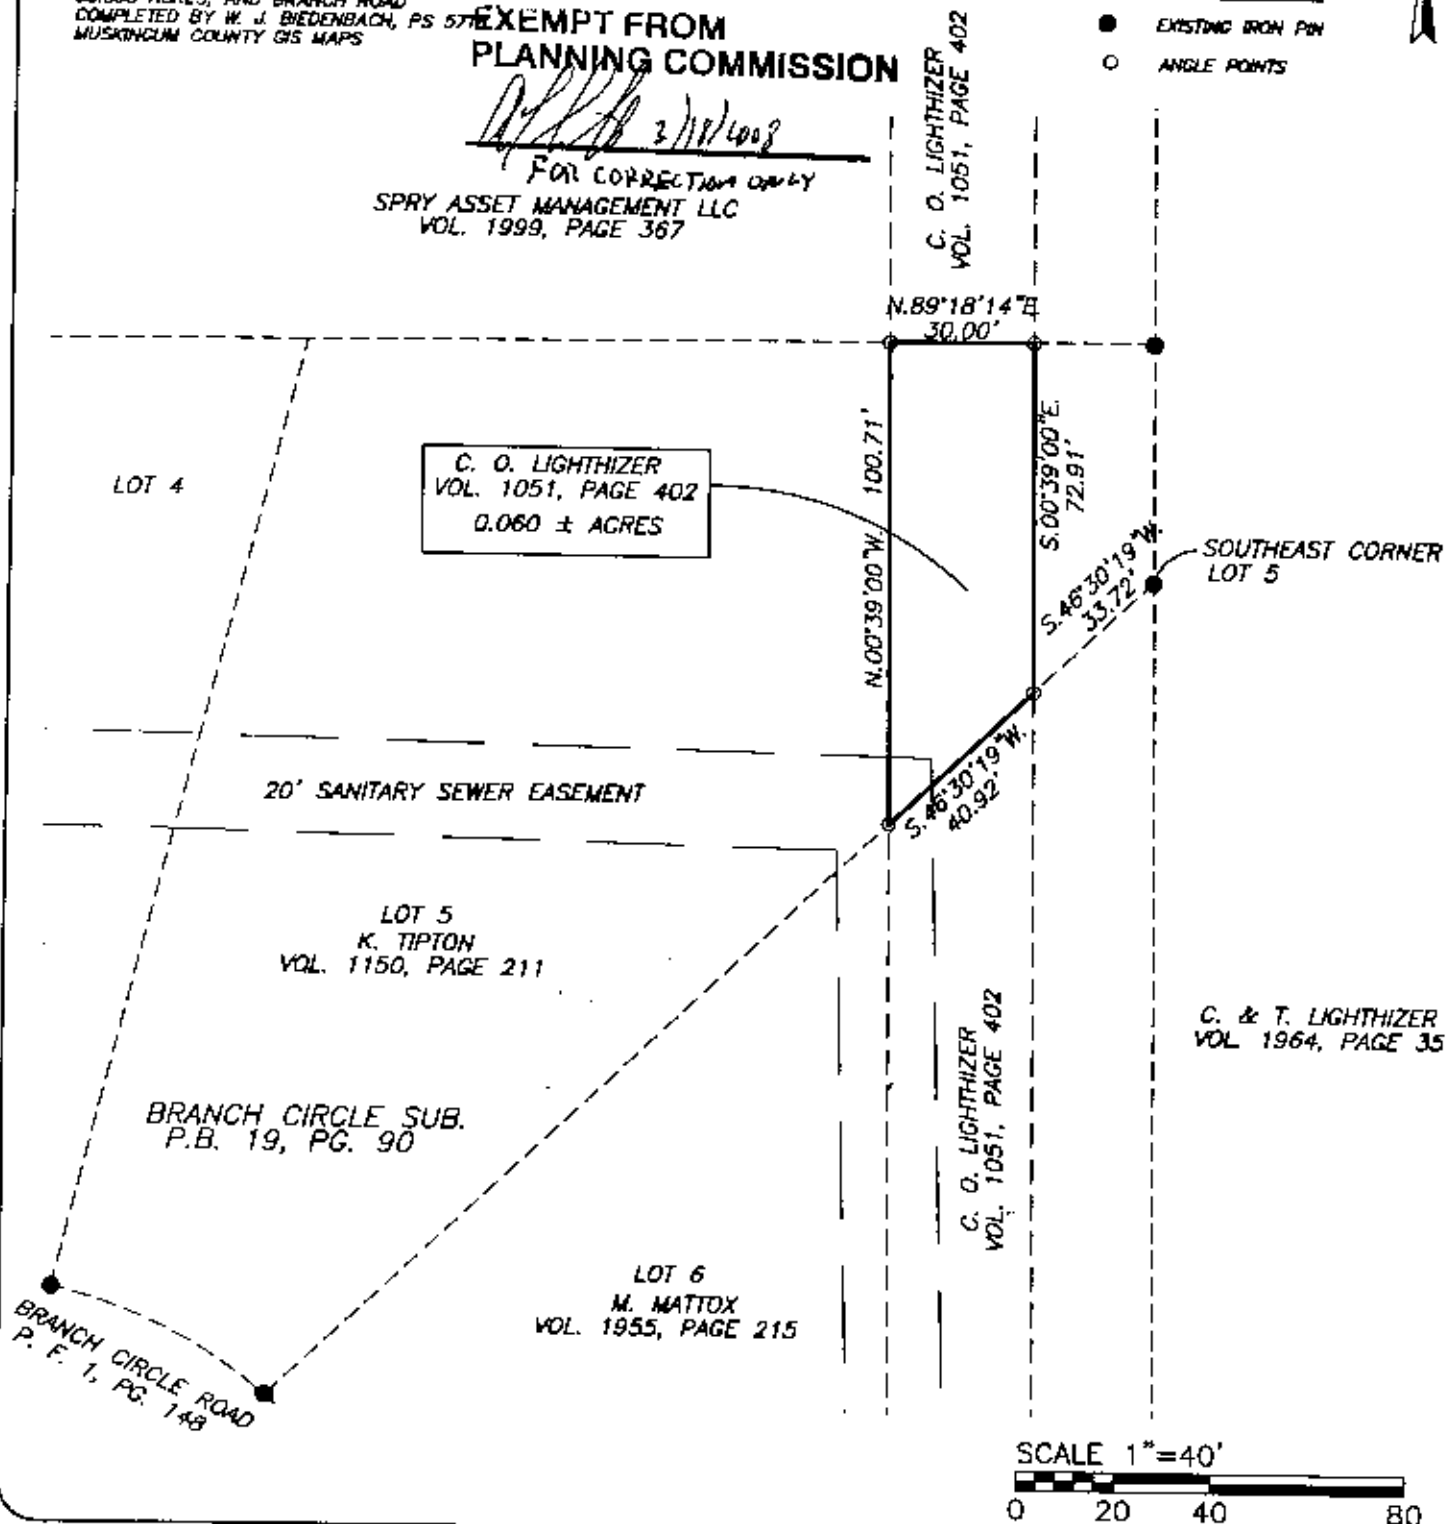 COMPLETED BY W. J. BIEDENBACH, PS
MUSKINGUM COUNTY GIS MAPS
EXEMPT FROM
PLANNING COMMISSION
3/18/2008
FOR CORRECTION ONLY
SPRY ASSET MANAGEMENT LLC
VOL. 1999, PAGE 367
C. O. LIGHTHIZER
VOL. 1051, PAGE 402
EXISTING IRON PIN
ANGLE POINTS
N.89°18'14"E.
30.00'
LOT 4
C. O. LIGHTHIZER
VOL. 1051, PAGE 402
0.060 ± ACRES
N.00°39'00"W. 100.71'
S.00°39'00"E.
72.91'
S.46°30'19"W.
33.72'
SOUTHEAST CORNER
LOT 5
S.46°30'19"W.
40.92'
20' SANITARY SEWER EASEMENT
LOT 5
K. TIPTON
VOL. 1150, PAGE 211
C. O. LIGHTHIZER
VOL. 1051, PAGE 402
C. & T. LIGHTHIZER
VOL. 1964, PAGE 35
BRANCH CIRCLE SUB.
P.B. 19, PG. 90
LOT 6
M. MATTOX
VOL. 1955, PAGE 215
BRANCH CIRCLE ROAD
P. F. 1, PG. 148
SCALE 1"=40'
0 20 40 80